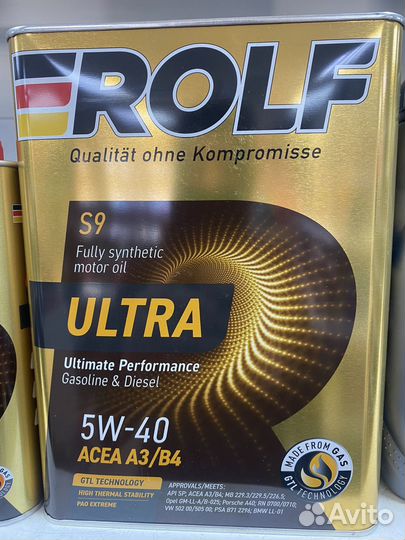 ROLF
Qualität ohne Kompromisse
S9
Fully synthetic
motor oil
ULTRA
Ultimate Performance
Gasoline & Diesel
5W-40
ACEA A3/B4
GTL TECHNOLOGY
HIGH THERMAL STABILITY
PAO EXTREME
MADE FROM GAS
GTL TECHNOLOGY
APPROVALS/MEETS:
API SP; ACEA A3/B4; MB 229.3/229.5/226.5;
Opel GM-LL-A/B-025; Porsche A40; RN 0700/0710;
VW 502 00/505 00; PSA B71 2296; BMW LL-01
Avito